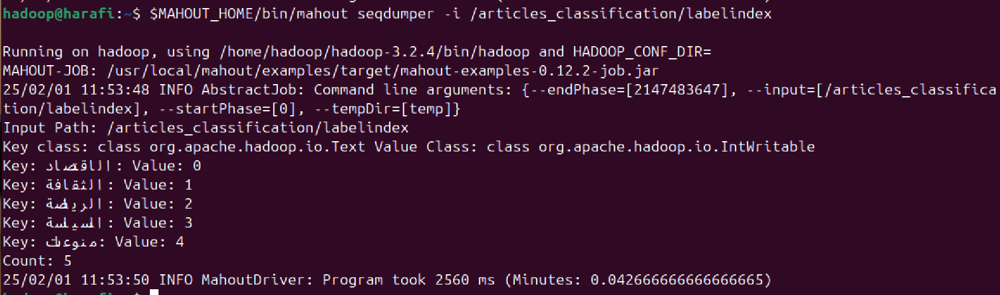 hadoop@harafi:~$ $MAHOUT_HOME/bin/mahout seqdumper -i /articles_classification/labelindex
Running on hadoop, using /home/hadoop/hadoop-3.2.4/bin/hadoop and HADOOP_CONF_DIR=
MAHOUT-JOB: /usr/local/mahout/examples/target/mahout-examples-0.12.2-job.jar
25/02/01 11:53:48 INFO AbstractJob: Command line arguments: {--endPhase=[2147483647], --input=[/articles_classifica
tion/labelindex], --startPhase=[0], --tempDir=[temp]}
Input Path: /articles_classification/labelindex
Key class: class org.apache.hadoop.io.Text Value Class: class org.apache.hadoop.io.IntWritable
Key: الاقتصاد: Value: 0
Key: الثقافة: Value: 1
Key: الرياضة: Value: 2
Key: السياسة: Value: 3
Key: منوعات: Value: 4
Count: 5
25/02/01 11:53:50 INFO MahoutDriver: Program took 2560 ms (Minutes: 0.042666666666666665)